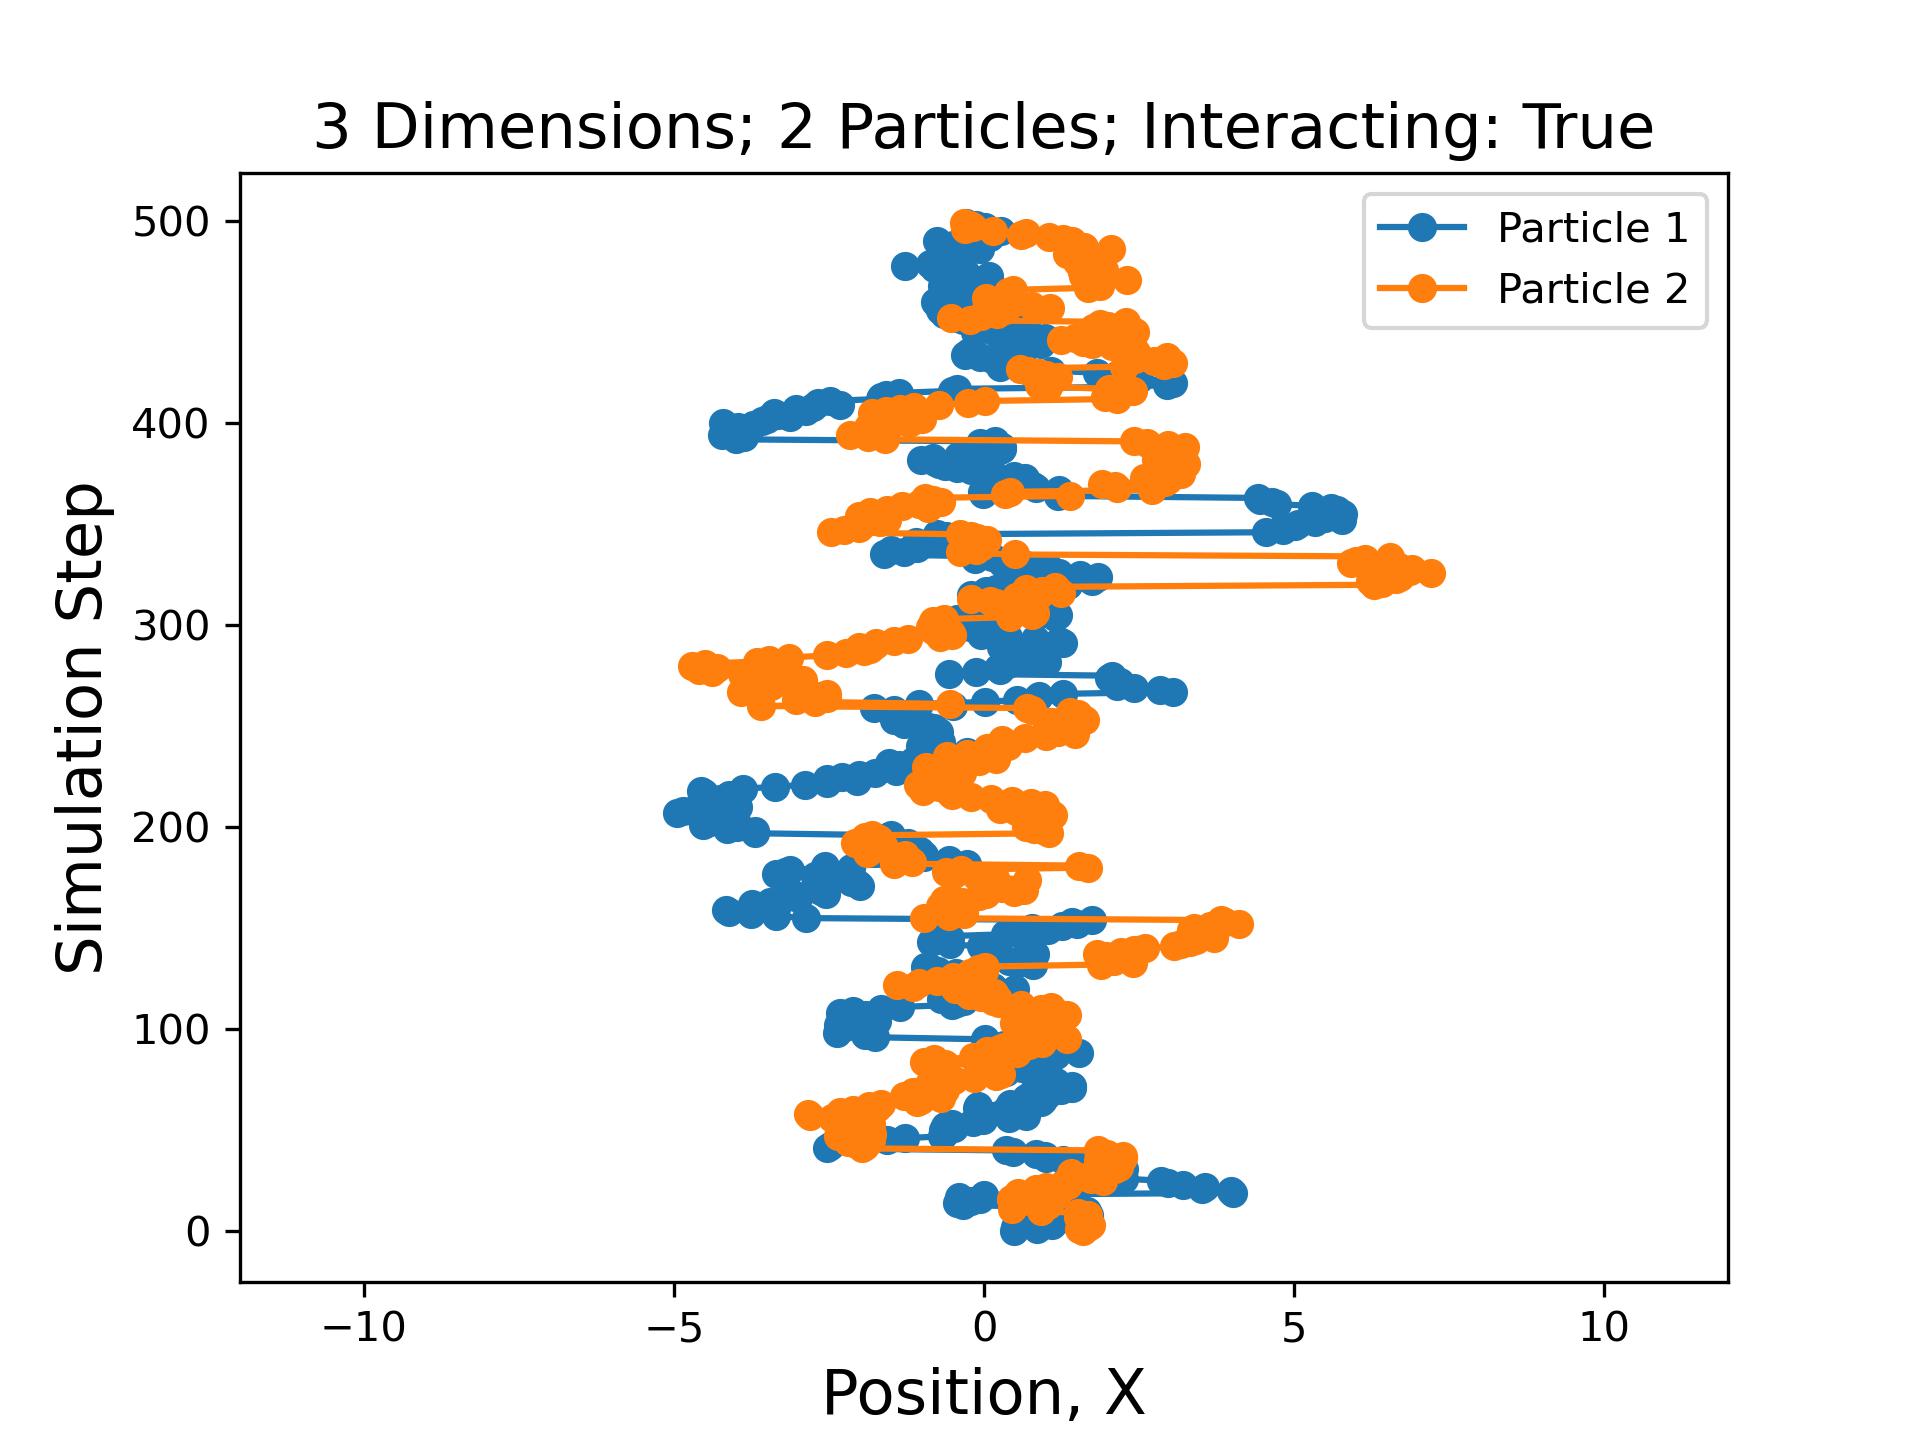 3 Dimensions; 2 Particles; Interacting: True
Particle 1
Particle 2
500
400
300
200
100
0
Simulation Step
−10
−5
0
5
10
Position, X